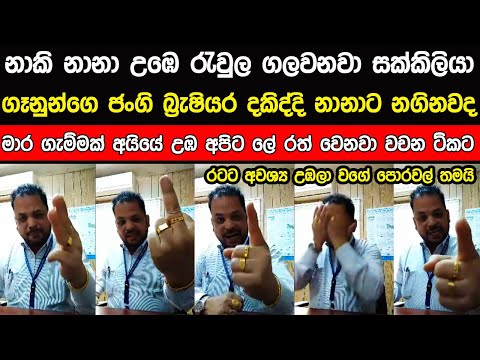 නාකි නානා උඹෙ රැවුල ගලවනවා සක්කිලියා
ගෑනුන්ගෙ ජංගි බ්‍රැෂියර දකිද්දි නානාට නගිනවද
මාර ගැම්මක් අයියේ උඹ අපිට ලේ රත් වෙනවා වචන ටිකට
රටට අවශ්‍ය උඹලා වගේ පොරවල් තමයි